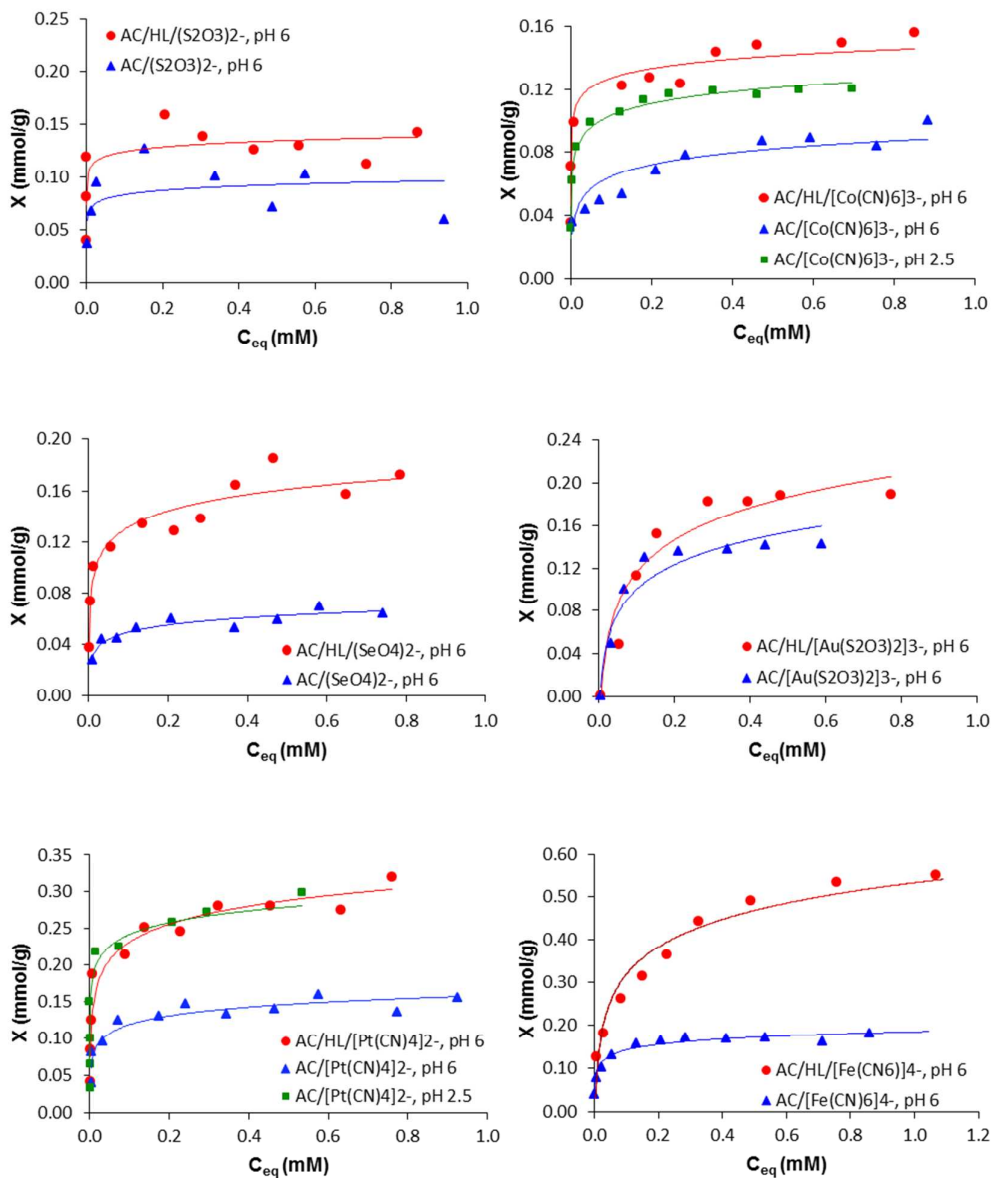 0.25
0.20
0.15
0.10
0.05
0.00
X (mmol/g)
AC/HL/(S2O3)2-, pH 6
AC/(S2O3)2-, pH 6
0.0 0.2 0.4 0.6 0.8 1.0
Ceq (mM)
0.16
0.12
0.08
0.04
0.00
X (mmol/g)
AC/HL/[Co(CN)6]3-, pH 6
AC/[Co(CN)6]3-, pH 6
AC/[Co(CN)6]3-, pH 2.5
0.0 0.2 0.4 0.6 0.8 1.0
Ceq(mM)
0.20
0.16
0.12
0.08
0.04
0.00
X (mmol/g)
AC/HL/(SeO4)2-, pH 6
AC/(SeO4)2-, pH 6
0.0 0.2 0.4 0.6 0.8 1.0
Ceq (mM)
0.24
0.20
0.16
0.12
0.08
0.04
0.00
X (mmol/g)
AC/HL/[Au(S2O3)2]3-, pH 6
AC/[Au(S2O3)2]3-, pH 6
0.0 0.2 0.4 0.6 0.8 1.0
Ceq(mM)
0.35
0.30
0.25
0.20
0.15
0.10
0.05
0.00
X (mmol/g)
AC/HL/[Pt(CN)4]2-, pH 6
AC/[Pt(CN)4]2-, pH 6
AC/[Pt(CN)4]2-, pH 2.5
0.0 0.2 0.4 0.6 0.8 1.0
Ceq (mM)
0.60
0.50
0.40
0.30
0.20
0.10
0.00
X (mmol/g)
AC/HL/[Fe(CN6)]4-, pH 6
AC/[Fe(CN)6]4-, pH 6
0.0 0.2 0.4 0.6 0.8 1.0 1.2
Ceq (mM)